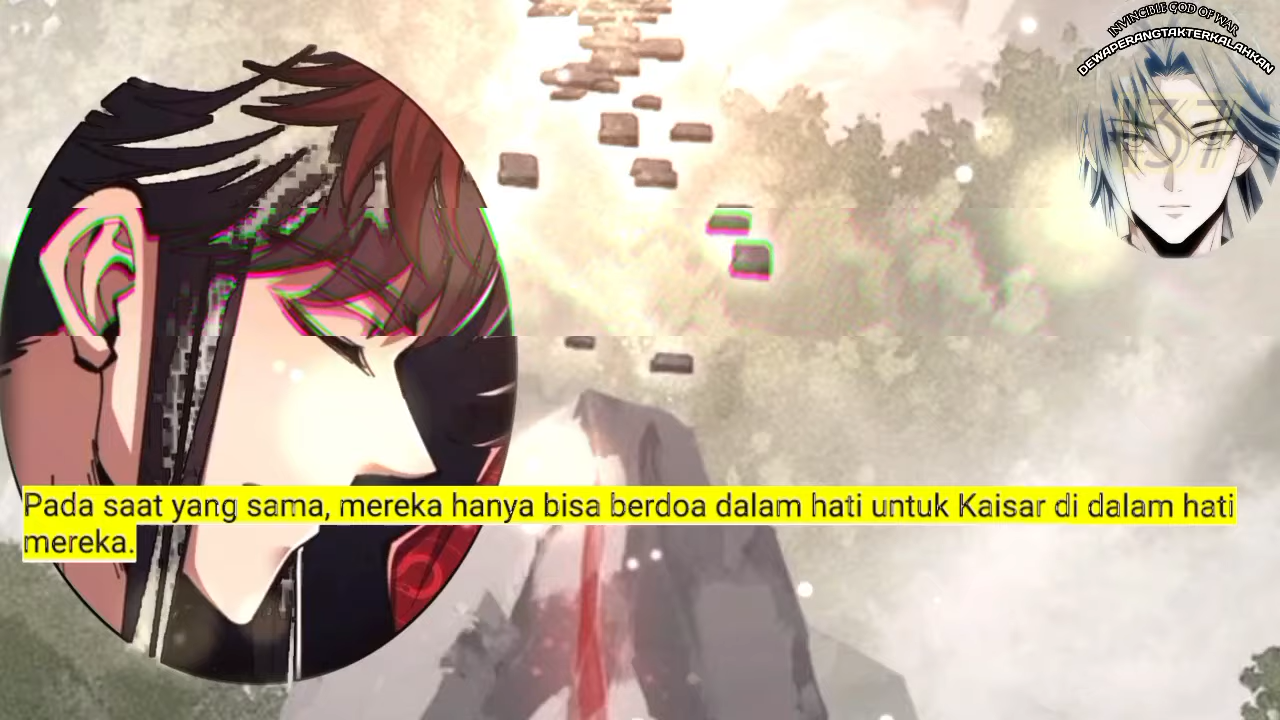 INVINCIBLE GOD OF WAR
DEWAPERANGTAKTERKALAHKAN
137
Pada saat yang sama, mereka hanya bisa berdoa dalam hati untuk Kaisar di dalam hati
mereka.